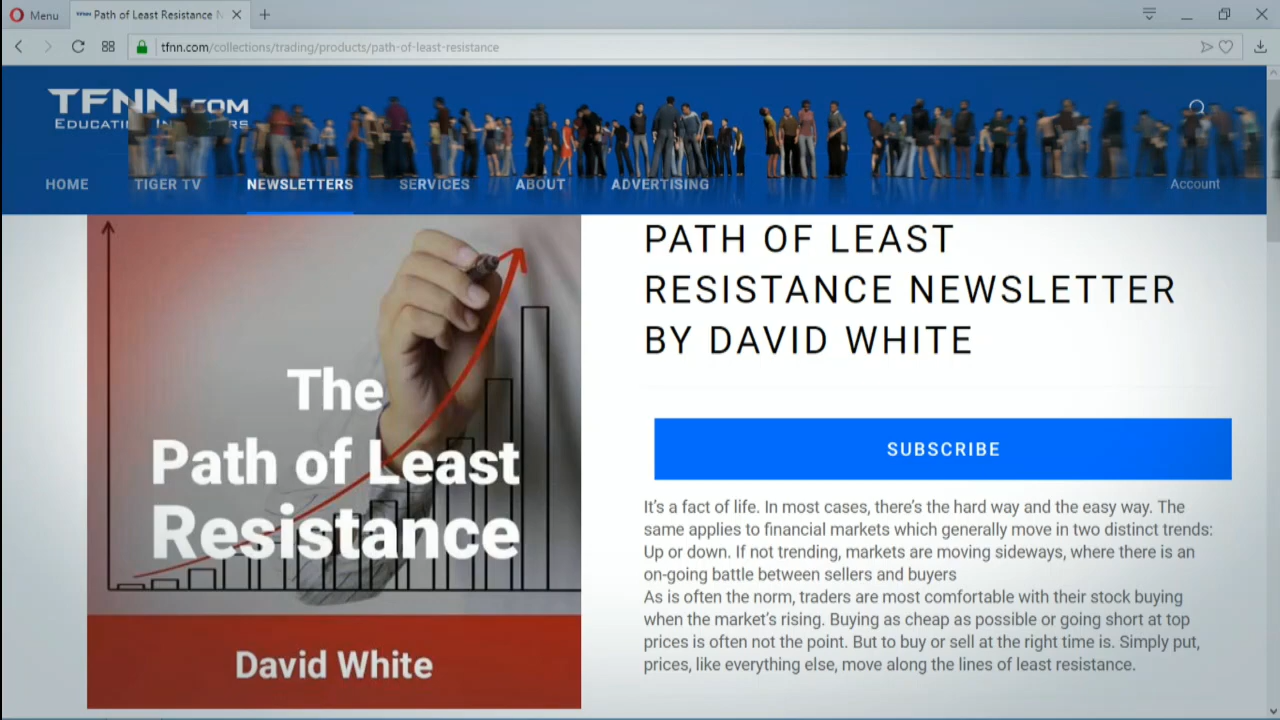 Menu
Path of Least Resistance
tfnn.com/collections/trading/products/path-of-least-resistance
TFNN.COM
HOME TIGER TV NEWSLETTERS SERVICES ABOUT ADVERTISING Account
The
Path of Least
Resistance
David White
PATH OF LEAST
RESISTANCE NEWSLETTER
BY DAVID WHITE
SUBSCRIBE
It’s a fact of life. In most cases, there’s the hard way and the easy way. The
same applies to financial markets which generally move in two distinct trends:
Up or down. If not trending, markets are moving sideways, where there is an
on-going battle between sellers and buyers
As is often the norm, traders are most comfortable with their stock buying
when the market’s rising. Buying as cheap as possible or going short at top
prices is often not the point. But to buy or sell at the right time is. Simply put,
prices, like everything else, move along the lines of least resistance.